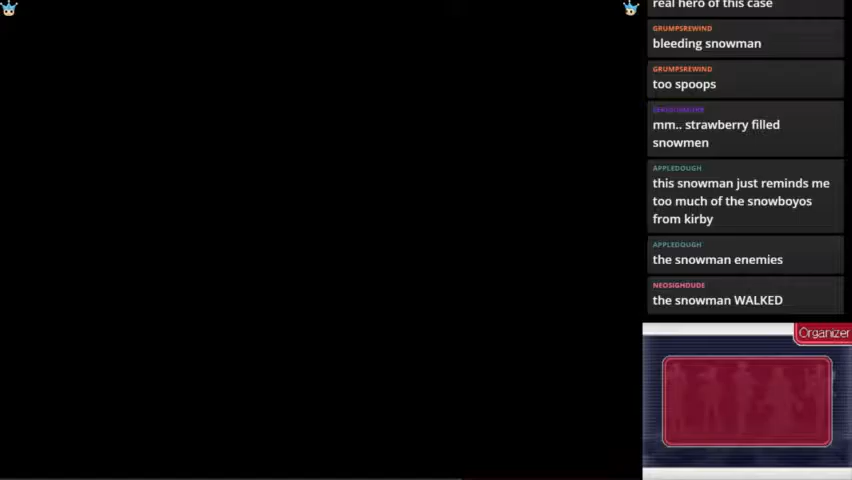 real hero of this case
GRUMPSREWIND
bleeding snowman
GRUMPSREWIND
too spoops
mm.. strawberry filled
snowmen
APPLEDOUGH
this snowman just reminds me
too much of the snowboyos
from kirby
APPLEDOUGH
the snowman enemies
NEOSIGHDUDE
the snowman WALKED
Organizer